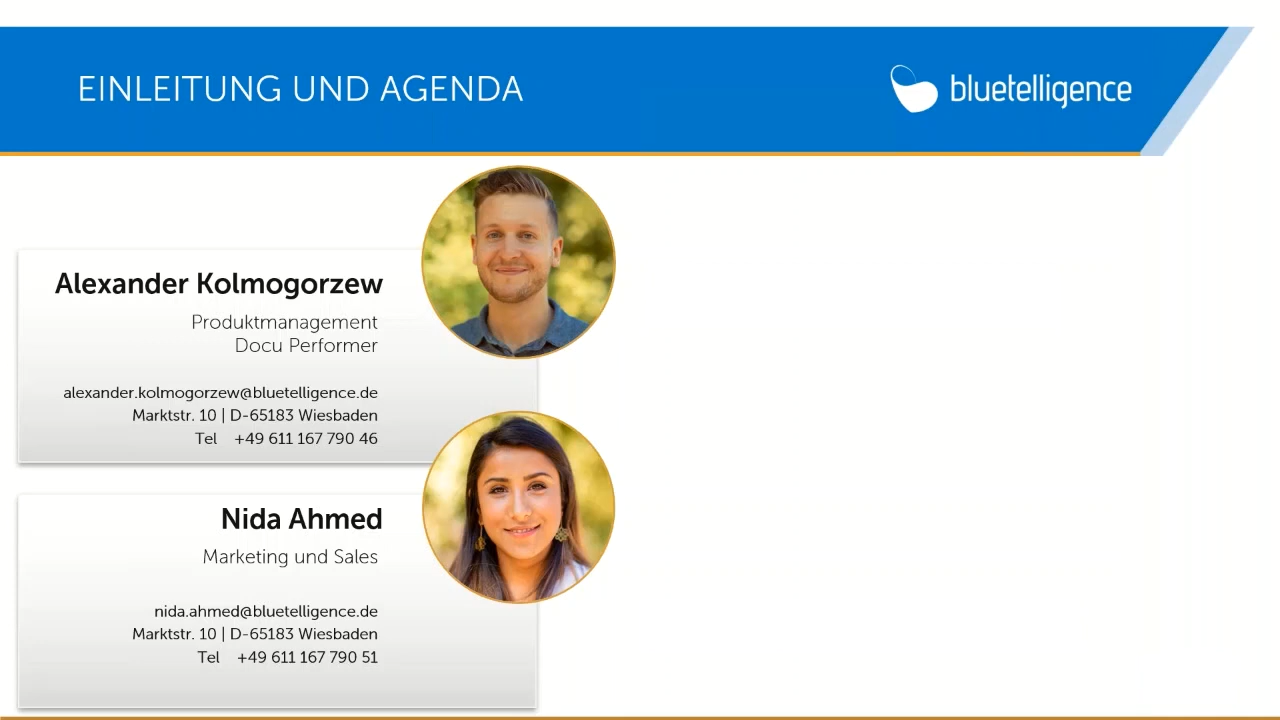 EINLEITUNG UND AGENDA
bluetelligence
Alexander Kolmogorzew
Produktmanagement
Docu Performer
alexander.kolmogorzew@bluetelligence.de
Marktstr. 10 | D-65183 Wiesbaden
Tel +49 611 167 790 46
Nida Ahmed
Marketing und Sales
nida.ahmed@bluetelligence.de
Marktstr. 10 | D-65183 Wiesbaden
Tel +49 611 167 790 51